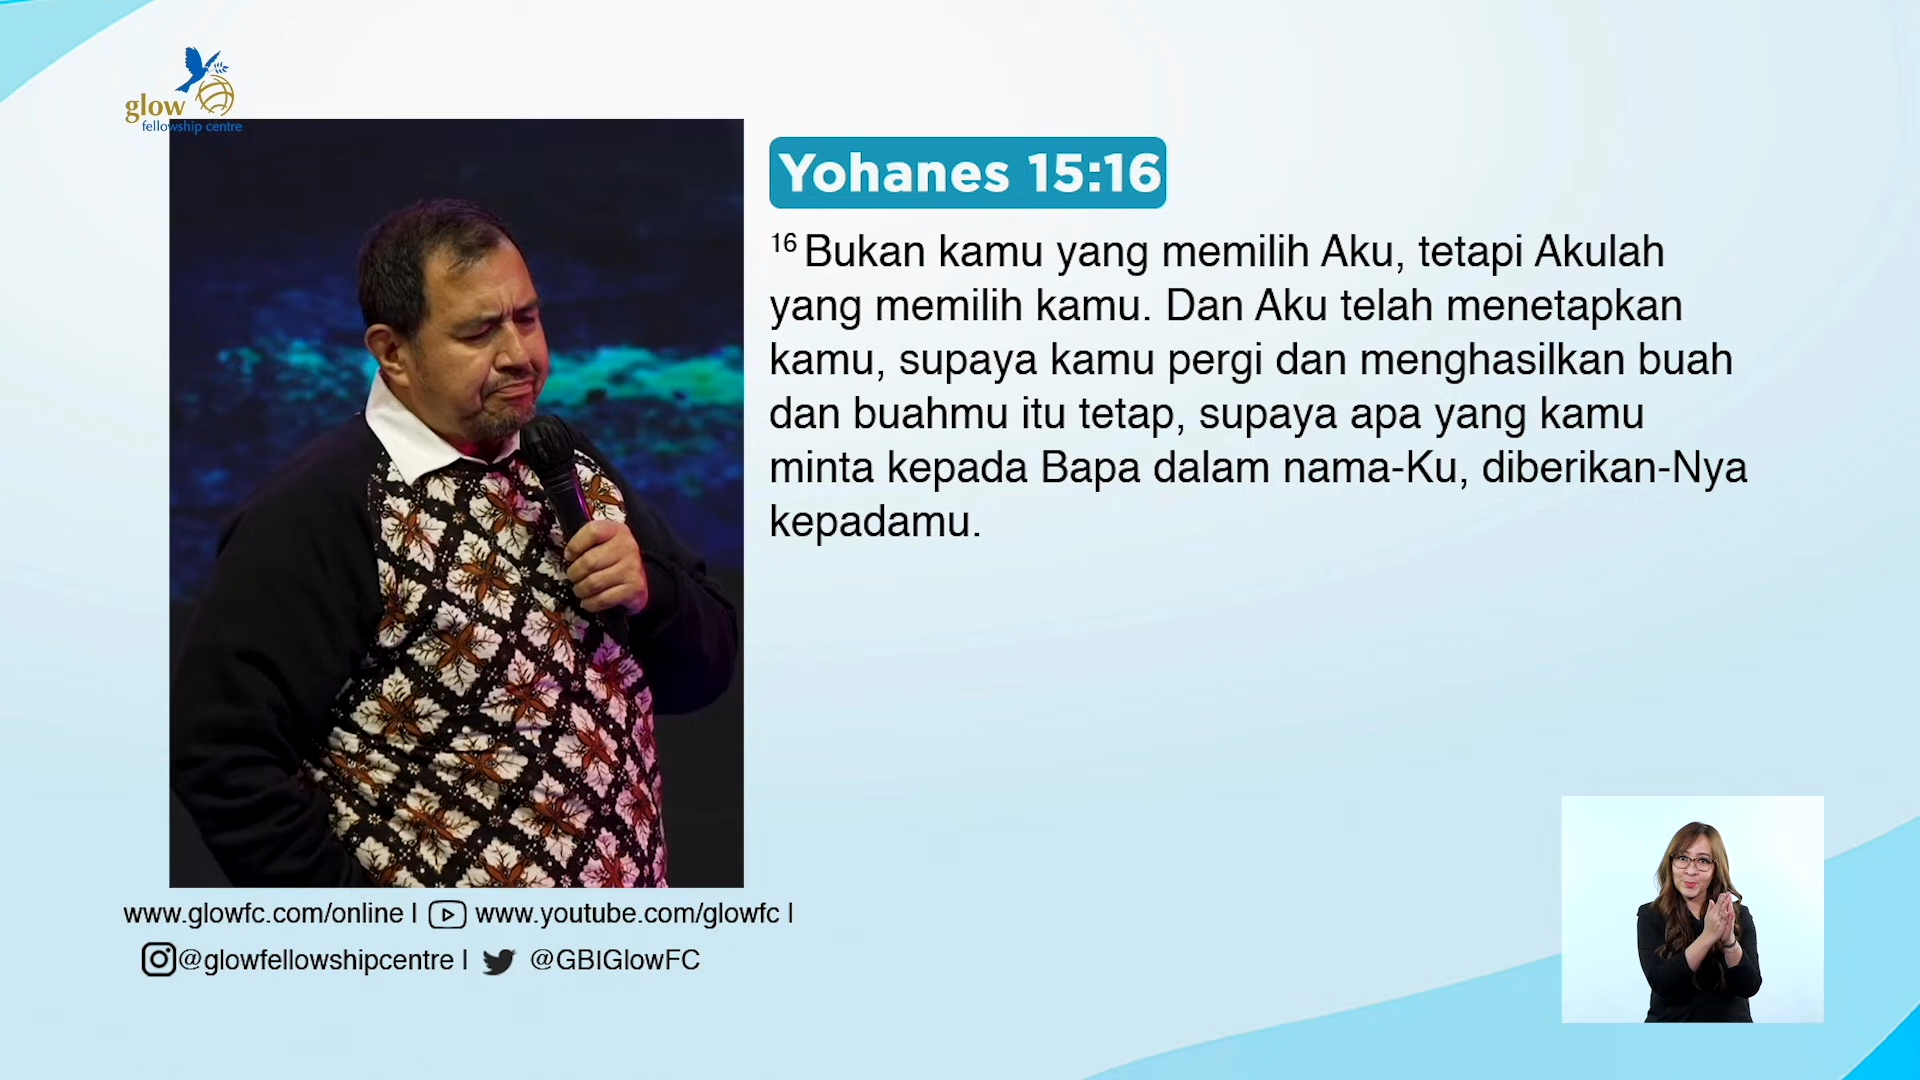 glow
fellowship centre
Yohanes 15:16
16 Bukan kamu yang memilih Aku, tetapi Akulah
yang memilih kamu. Dan Aku telah menetapkan
kamu, supaya kamu pergi dan menghasilkan buah
dan buahmu itu tetap, supaya apa yang kamu
minta kepada Bapa dalam nama-Ku, diberikan-Nya
kepadamu.
www.glowfc.com/online I www.youtube.com/glowfc I
@glowfellowshipcentre I @GBIGlowFC